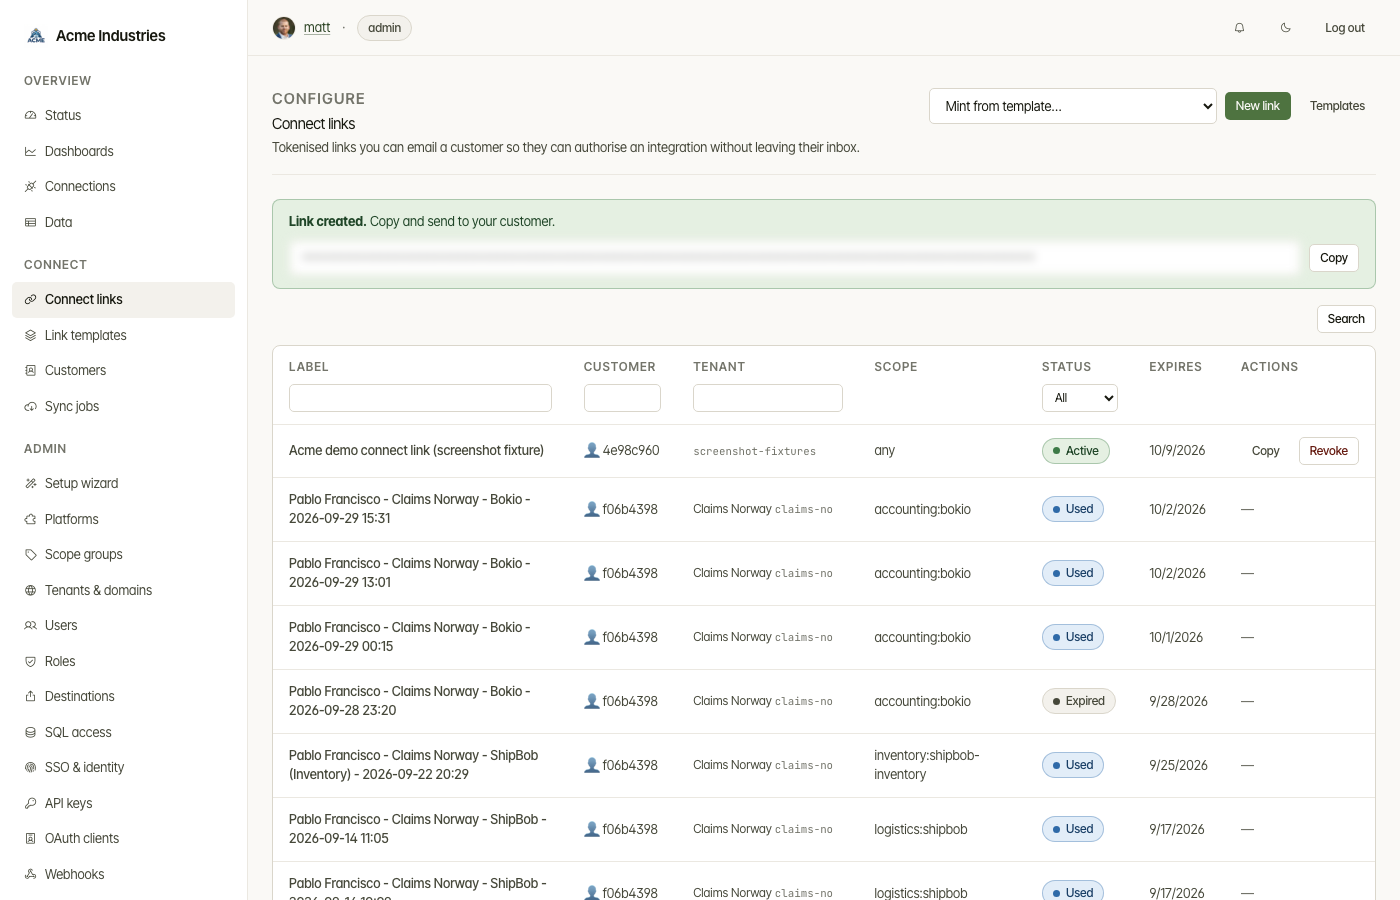 ACME
Acme Industries
OVERVIEW
Status
Dashboards
Connections
Data
CONNECT
Connect links
Link templates
Customers
Sync jobs
ADMIN
Setup wizard
Platforms
Scope groups
Tenants & domains
Users
Roles
Destinations
SQL access
SSO & identity
API keys
OAuth clients
Webhooks
matt · admin
Log out
CONFIGURE
Connect links
Tokenised links you can email a customer so they can authorise an integration without leaving their inbox.
Mint from template... New link Templates
Link created. Copy and send to your customer.
Copy
Search
LABEL CUSTOMER TENANT SCOPE STATUS EXPIRES ACTIONS
All
Acme demo connect link (screenshot fixture) 4e98c960 screenshot-fixtures any Active 10/9/2026 Copy Revoke
Pablo Francisco - Claims Norway - Bokio -
2026-09-29 15:31 f06b4398 Claims Norway claims-no accounting:bokio Used 10/2/2026 —
Pablo Francisco - Claims Norway - Bokio -
2026-09-29 13:01 f06b4398 Claims Norway claims-no accounting:bokio Used 10/2/2026 —
Pablo Francisco - Claims Norway - Bokio -
2026-09-29 00:15 f06b4398 Claims Norway claims-no accounting:bokio Used 10/1/2026 —
Pablo Francisco - Claims Norway - Bokio -
2026-09-28 23:20 f06b4398 Claims Norway claims-no accounting:bokio Expired 9/28/2026 —
Pablo Francisco - Claims Norway - ShipBob
(Inventory) - 2026-09-22 20:29 f06b4398 Claims Norway claims-no inventory:shipbob-
inventory Used 9/25/2026 —
Pablo Francisco - Claims Norway - ShipBob -
2026-09-14 11:05 f06b4398 Claims Norway claims-no logistics:shipbob Used 9/17/2026 —
Pablo Francisco - Claims Norway - ShipBob -
f06b4398 Claims Norway claims-no logistics:shipbob Used 9/17/2026 —